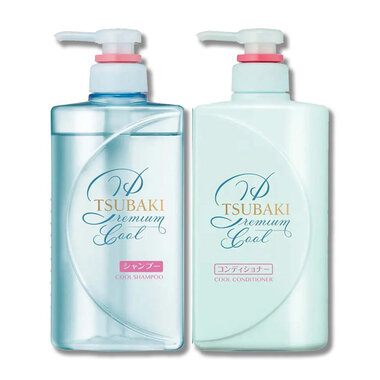 TSUBAKI
Premium
Cool
シャンプー
COOL SHAMPOO
TSUBAKI
Premium
Cool
コンディショナー
COOL CONDITIONER